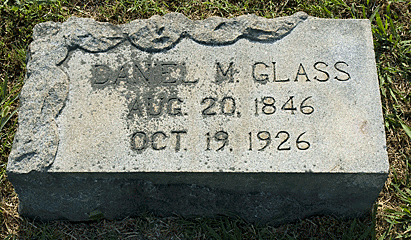 DANIEL M. GLASS
AUG. 20, 1846
OCT. 19, 1926